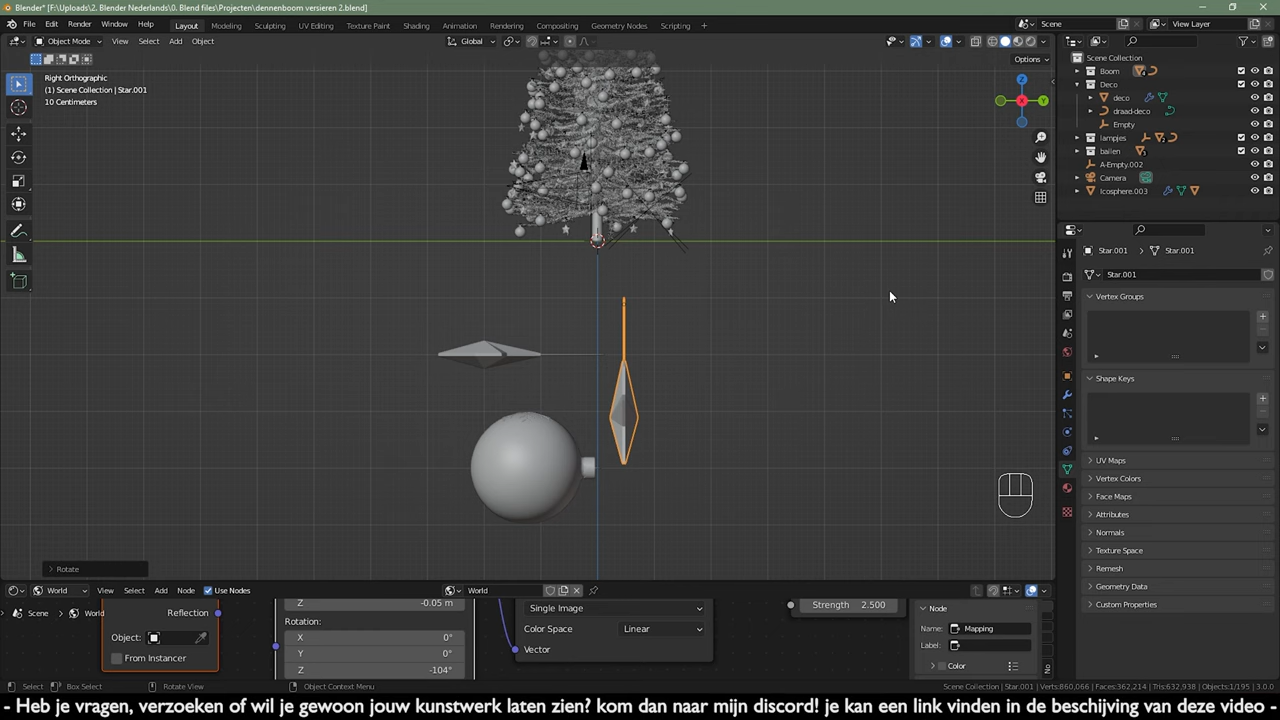 Blender* [F:\Uploads\2. Blender Nederlands\0. Blend files\Projecten\dennenboom versieren 2.blend]
File Edit Render Window Help Layout Modeling Sculpting UV Editing Texture Paint Shading Animation Rendering Compositing Geometry Nodes Scripting + Scene View Layer
Object Mode View Select Add Object Global
Options
Right Orthographic
(1) Scene Collection | Star.001
10 Centimeters
Z
Y
X
Scene Collection
Boom
Deco
deco
draad-deco
Empty
lampjes
ballen
A-Empty.002
Camera
Icosphere.003
Star.001 > Star.001
Star.001
Vertex Groups
Shape Keys
UV Maps
Vertex Colors
Face Maps
Attributes
Normals
Texture Space
Remesh
Geometry Data
Custom Properties
Rotate
World View Select Add Node Use Nodes World
Scene > World
Reflection
Object:
From Instancer
Z -0.05 m
Rotation:
X 0°
Y 0°
Z -104°
Single Image
Color Space Linear
Vector
Strength 2.500
Node
Name: Mapping
Label:
Color
No
Select Box Select Rotate View Object Context Menu Scene Collection | Star.001 | Verts:860,066 | Faces:362,214 | Tris:632,938 | Objects:1/195 | 3.0.0
- Heb je vragen, verzoeken of wil je gewoon jouw kunstwerk laten zien? kom dan naar mijn discord! je kan een link vinden in de beschrijving van deze video -